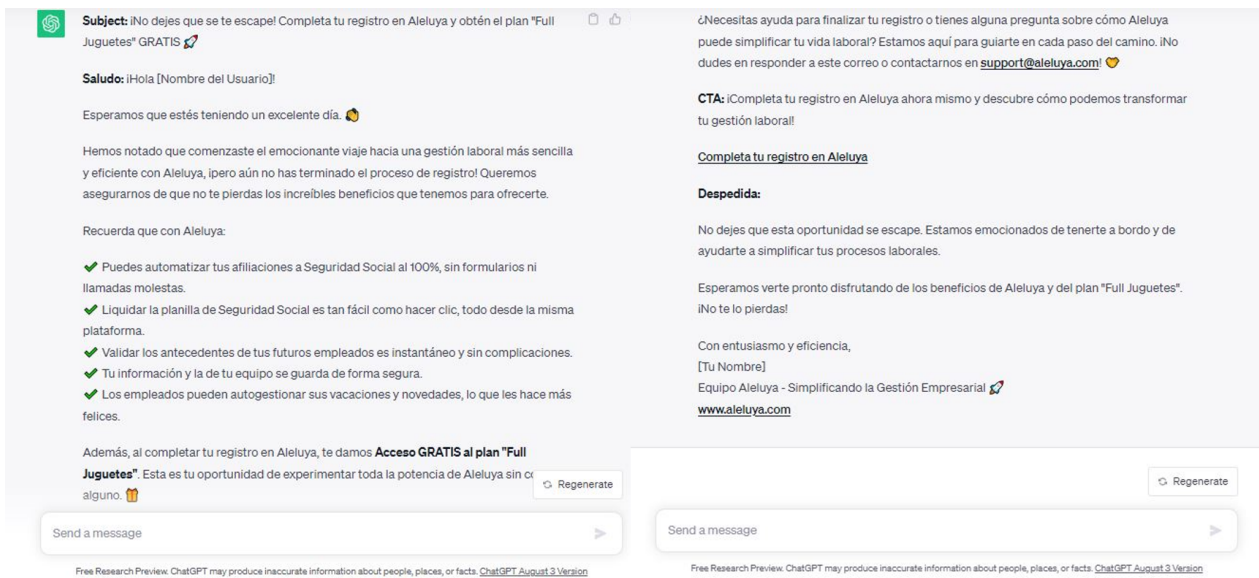 Subject: ¡No dejes que se te escape! Completa tu registro en Aleluya y obtén el plan "Full
Juguetes" GRATIS 🚀
Saludo: ¡Hola [Nombre del Usuario]!
Esperamos que estés teniendo un excelente día. 👏
Hemos notado que comenzaste el emocionante viaje hacia una gestión laboral más sencilla
y eficiente con Aleluya, ¡pero aún no has terminado el proceso de registro! Queremos
asegurarnos de que no te pierdas los increíbles beneficios que tenemos para ofrecerte.
Recuerda que con Aleluya:
✔ Puedes automatizar tus afiliaciones a Seguridad Social al 100%, sin formularios ni
llamadas molestas.
✔ Liquidar la planilla de Seguridad Social es tan fácil como hacer clic, todo desde la misma
plataforma.
✔ Validar los antecedentes de tus futuros empleados es instantáneo y sin complicaciones.
✔ Tu información y la de tu equipo se guarda de forma segura.
✔ Los empleados pueden autogestionar sus vacaciones y novedades, lo que les hace más
felices.
Además, al completar tu registro en Aleluya, te damos Acceso GRATIS al plan "Full
Juguetes". Esta es tu oportunidad de experimentar toda la potencia de Aleluya sin
alguno. 🎁
Regenerate
Send a message
Free Research Preview. ChatGPT may produce inaccurate information about people, places, or facts. ChatGPT August 3 Version
¿Necesitas ayuda para finalizar tu registro o tienes alguna pregunta sobre cómo Aleluya
puede simplificar tu vida laboral? Estamos aquí para guiarte en cada paso del camino. ¡No
dudes en responder a este correo o contactarnos en support@aleluya.com! 🤝
CTA: ¡Completa tu registro en Aleluya ahora mismo y descubre cómo podemos transformar
tu gestión laboral!
Completa tu registro en Aleluya
Despedida:
No dejes que esta oportunidad se escape. Estamos emocionados de tenerte a bordo y de
ayudarte a simplificar tus procesos laborales.
Esperamos verte pronto disfrutando de los beneficios de Aleluya y del plan "Full Juguetes".
¡No te lo pierdas!
Con entusiasmo y eficiencia,
[Tu Nombre]
Equipo Aleluya - Simplificando la Gestión Empresarial 🚀
www.aleluya.com
Regenerate
Send a message
Free Research Preview. ChatGPT may produce inaccurate information about people, places, or facts. ChatGPT August 3 Version